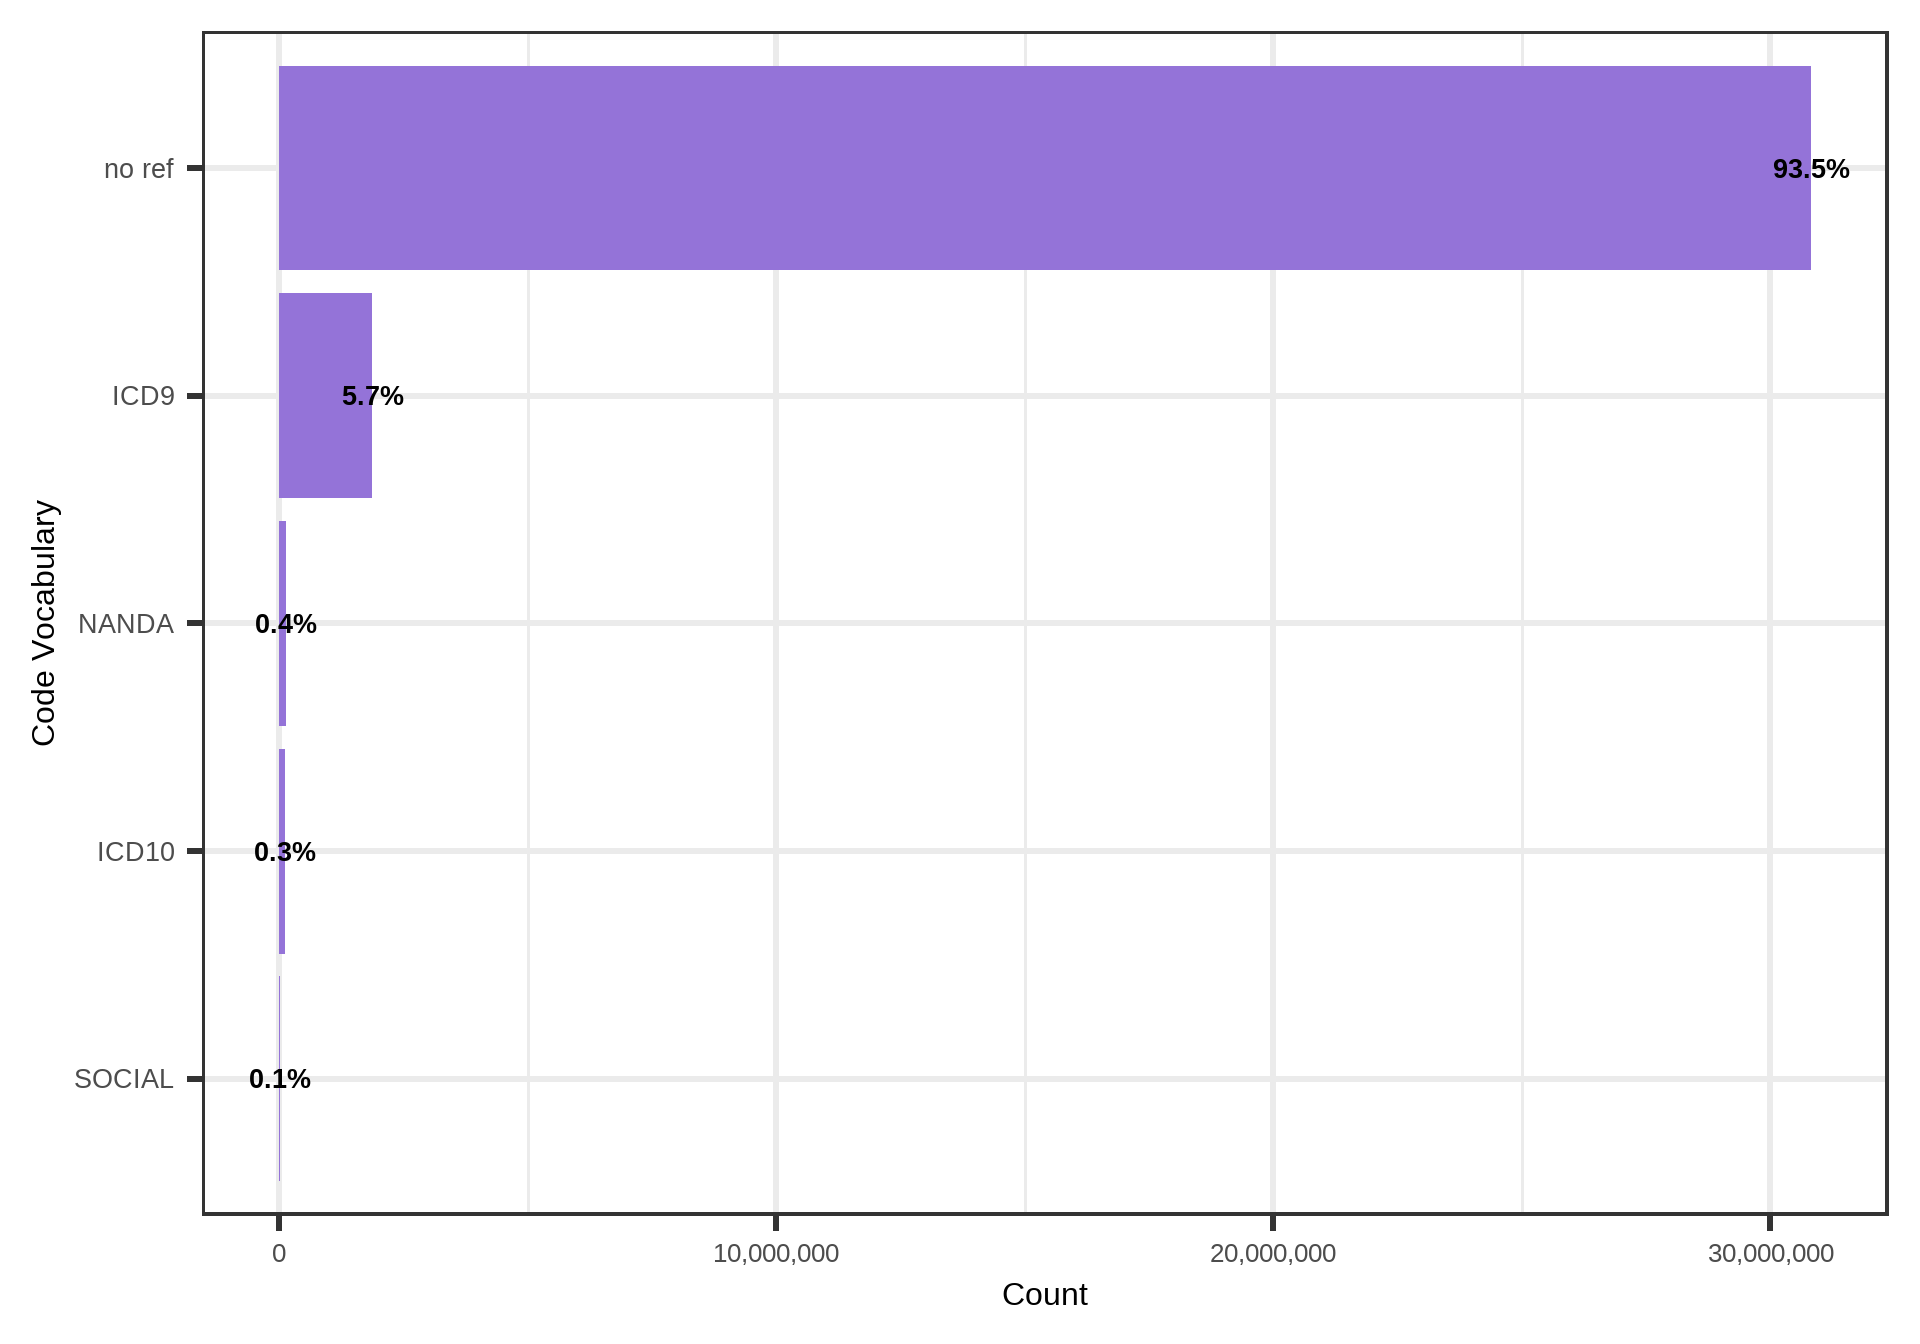 no ref
93.5%
ICD9
5.7%
NANDA
0.4%
ICD10
0.3%
SOCIAL
0.1%
Code Vocabulary
0
10,000,000
20,000,000
30,000,000
Count